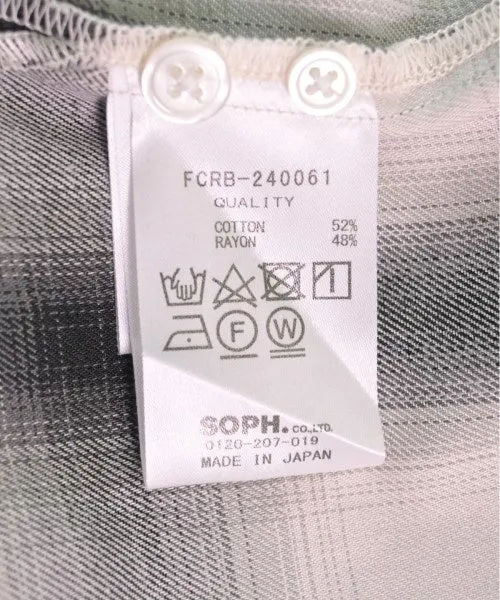 FCRB-240061
QUALITY
COTTON 52%
RAYON 48%
F W
SOPH. CO.,LTD.
0120-207-019
MADE IN JAPAN